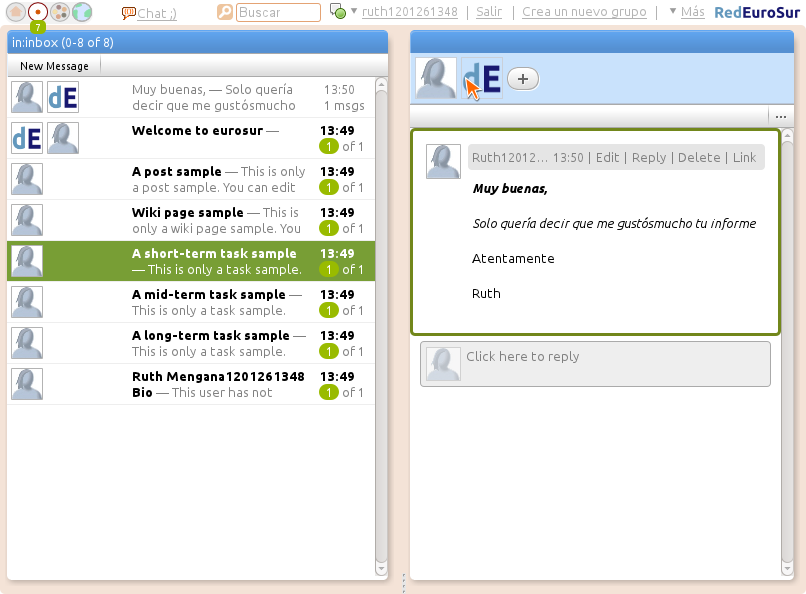 Chat ;)
Buscar
ruth1201261348 | Salir | Crea un nuevo grupo | Más RedEuroSur
7
in:inbox (0-8 of 8)
New Message
dE
Muy buenas, — Solo quería 13:50
decir que me gustósmucho 1 msgs
dE
Welcome to eurosur — 13:49
1 of 1
A post sample — This is only 13:49
a post sample. You can edit 1 of 1
Wiki page sample — This is 13:49
only a wiki page sample. You 1 of 1
A short-term task sample 13:49
— This is only a task sample. 1 of 1
A mid-term task sample — 13:49
This is only a task sample. 1 of 1
A long-term task sample — 13:49
This is only a task sample. 1 of 1
Ruth Mengana1201261348 13:49
Bio — This user has not 1 of 1
dE +
...
Ruth12012... 13:50 | Edit | Reply | Delete | Link
Muy buenas,
Solo quería decir que me gustósmucho tu informe
Atentamente
Ruth
Click here to reply